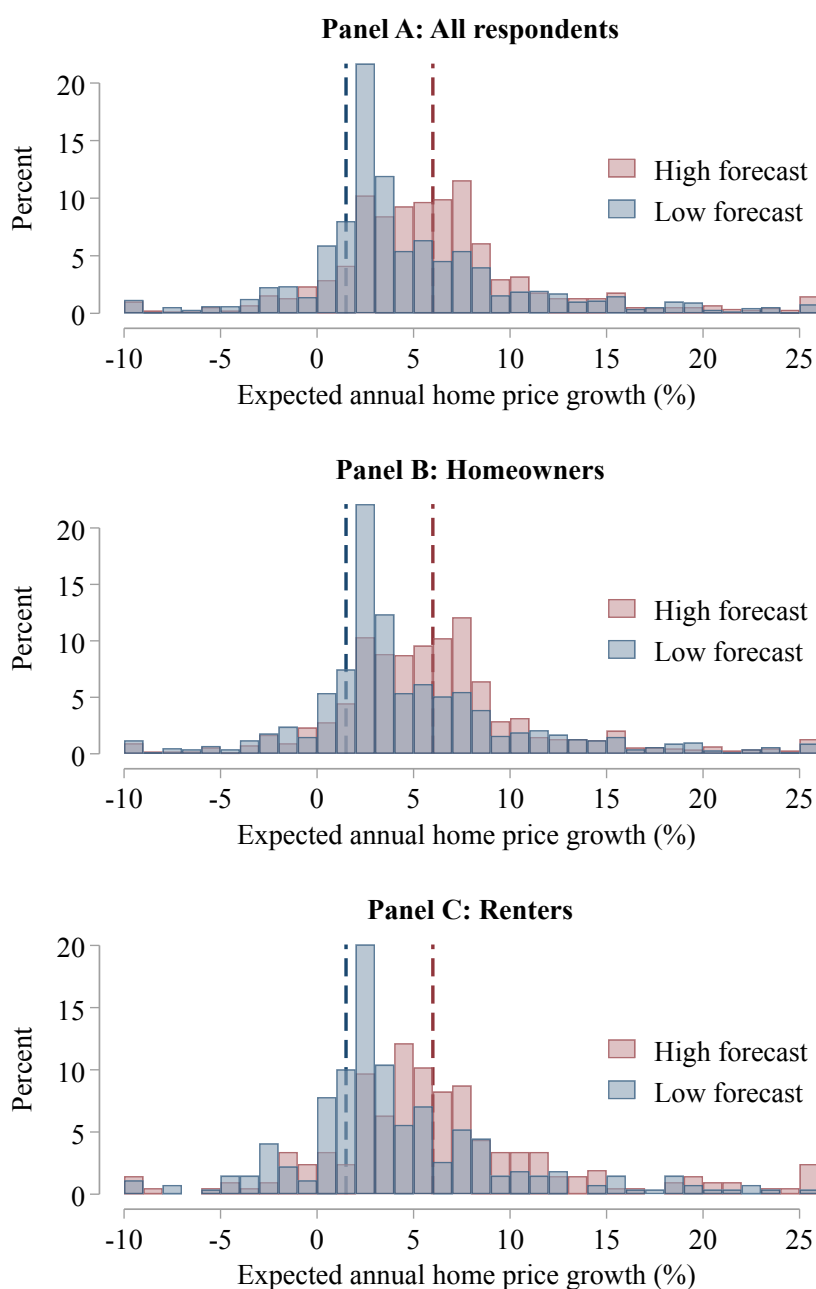 Panel A: All respondents
20
15
10
5
0
Percent
High forecast
Low forecast
-10 -5 0 5 10 15 20 25
Expected annual home price growth (%)
Panel B: Homeowners
20
15
10
5
0
Percent
High forecast
Low forecast
-10 -5 0 5 10 15 20 25
Expected annual home price growth (%)
Panel C: Renters
20
15
10
5
0
Percent
High forecast
Low forecast
-10 -5 0 5 10 15 20 25
Expected annual home price growth (%)